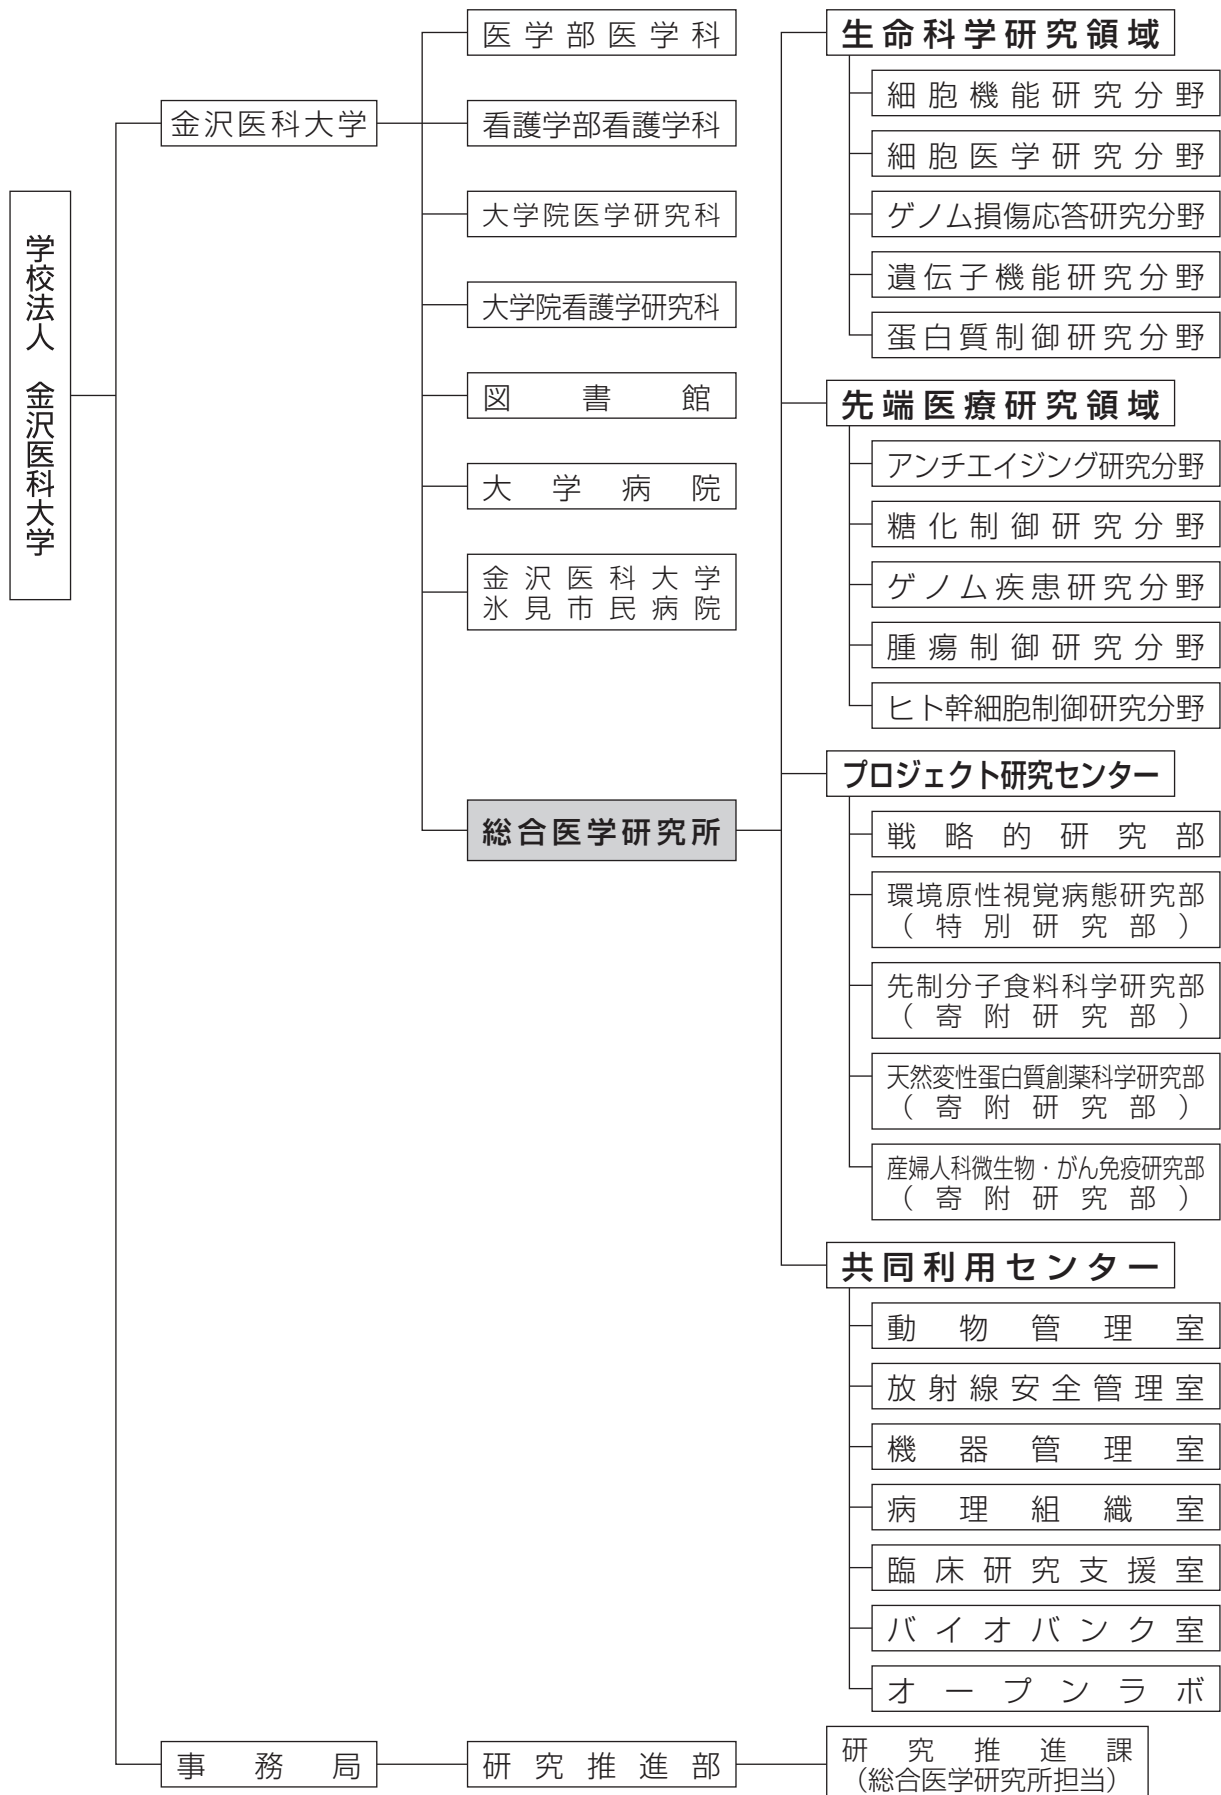 学校法人 金沢医科大学
金沢医科大学
医学部医学科
看護学部看護学科
大学院医学研究科
大学院看護学研究科
図書館
大学病院
金沢医科大学
氷見市民病院
総合医学研究所
生命科学研究領域
細胞機能研究分野
細胞医学研究分野
ゲノム損傷応答研究分野
遺伝子機能研究分野
蛋白質制御研究分野
先端医療研究領域
アンチエイジング研究分野
糖化制御研究分野
ゲノム疾患研究分野
腫瘍制御研究分野
ヒト幹細胞制御研究分野
プロジェクト研究センター
戦略的研究部
環境原性視覚病態研究部
(特別研究部)
先制分子食料科学研究部
(寄附研究部)
天然変性蛋白質創薬科学研究部
(寄附研究部)
産婦人科微生物・がん免疫研究部
(寄附研究部)
共同利用センター
動物管理室
放射線安全管理室
機器管理室
病理組織室
臨床研究支援室
バイオバンク室
オープンラボ
事務局
研究推進部
研究推進課
(総合医学研究所担当)